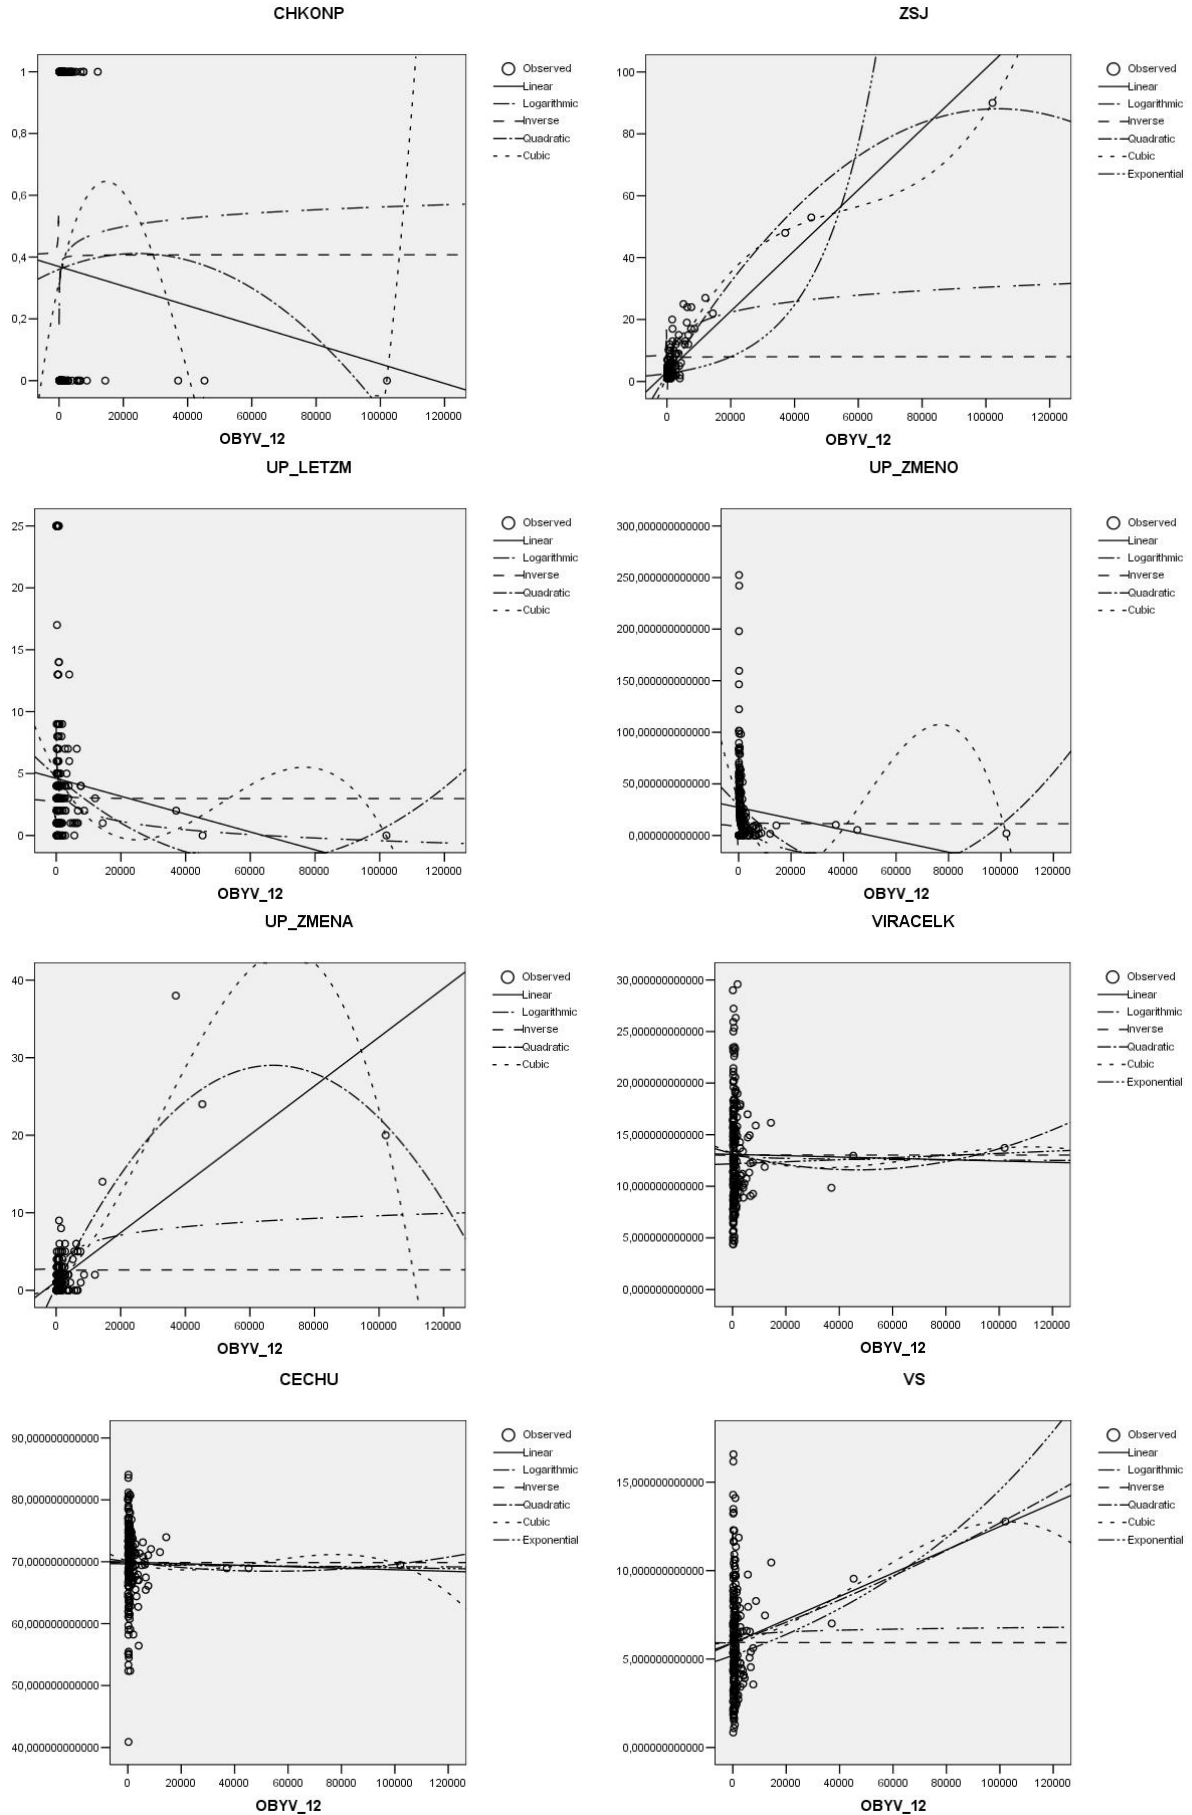 CHKONP
1
0,8
0,6
0,4
0,2
0
0 20000 40000 60000 80000 100000 120000
OBYV_12
Observed
Linear
Logarithmic
Inverse
Quadratic
Cubic
ZSJ
100
80
60
40
20
0
0 20000 40000 60000 80000 100000 120000
OBYV_12
Observed
Linear
Logarithmic
Inverse
Quadratic
Cubic
Exponential
UP_LETZM
25
20
15
10
5
0
0 20000 40000 60000 80000 100000 120000
OBYV_12
Observed
Linear
Logarithmic
Inverse
Quadratic
Cubic
UP_ZMENO
300,000000000000
250,000000000000
200,000000000000
150,000000000000
100,000000000000
50,000000000000
0,000000000000
0 20000 40000 60000 80000 100000 120000
OBYV_12
Observed
Linear
Logarithmic
Inverse
Quadratic
Cubic
UP_ZMENA
40
30
20
10
0
0 20000 40000 60000 80000 100000 120000
OBYV_12
Observed
Linear
Logarithmic
Inverse
Quadratic
Cubic
VIRACELK
30,000000000000
25,000000000000
20,000000000000
15,000000000000
10,000000000000
5,000000000000
0,000000000000
0 20000 40000 60000 80000 100000 120000
OBYV_12
Observed
Linear
Logarithmic
Inverse
Quadratic
Cubic
Exponential
CECHU
90,000000000000
80,000000000000
70,000000000000
60,000000000000
50,000000000000
40,000000000000
0 20000 40000 60000 80000 100000 120000
OBYV_12
Observed
Linear
Logarithmic
Inverse
Quadratic
Cubic
Exponential
VS
15,000000000000
10,000000000000
5,000000000000
0,000000000000
0 20000 40000 60000 80000 100000 120000
OBYV_12
Observed
Linear
Logarithmic
Inverse
Quadratic
Cubic
Exponential